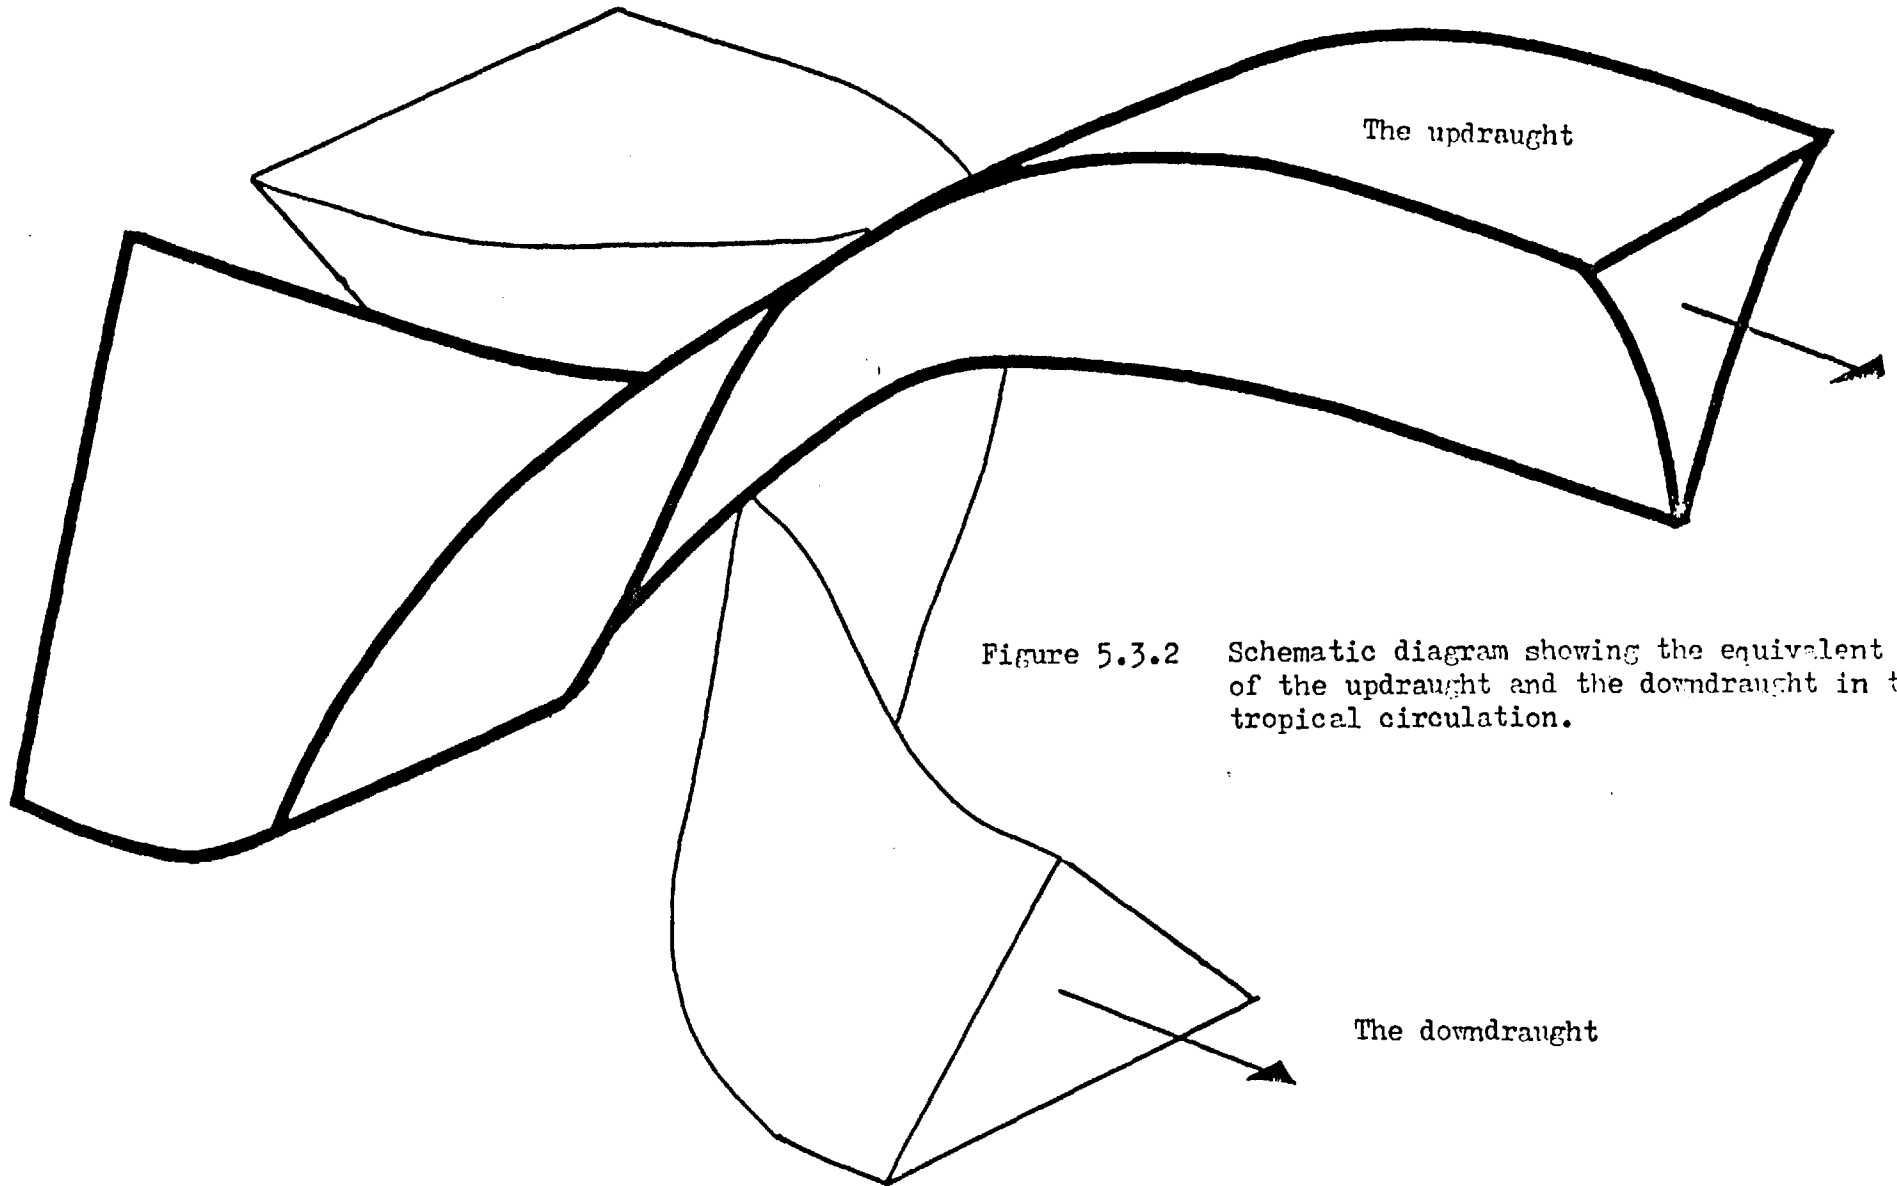 The updraught
Figure 5.3.2 Schematic diagram showing the equivalent
of the updraught and the downdraught in
tropical circulation.
The downdraught